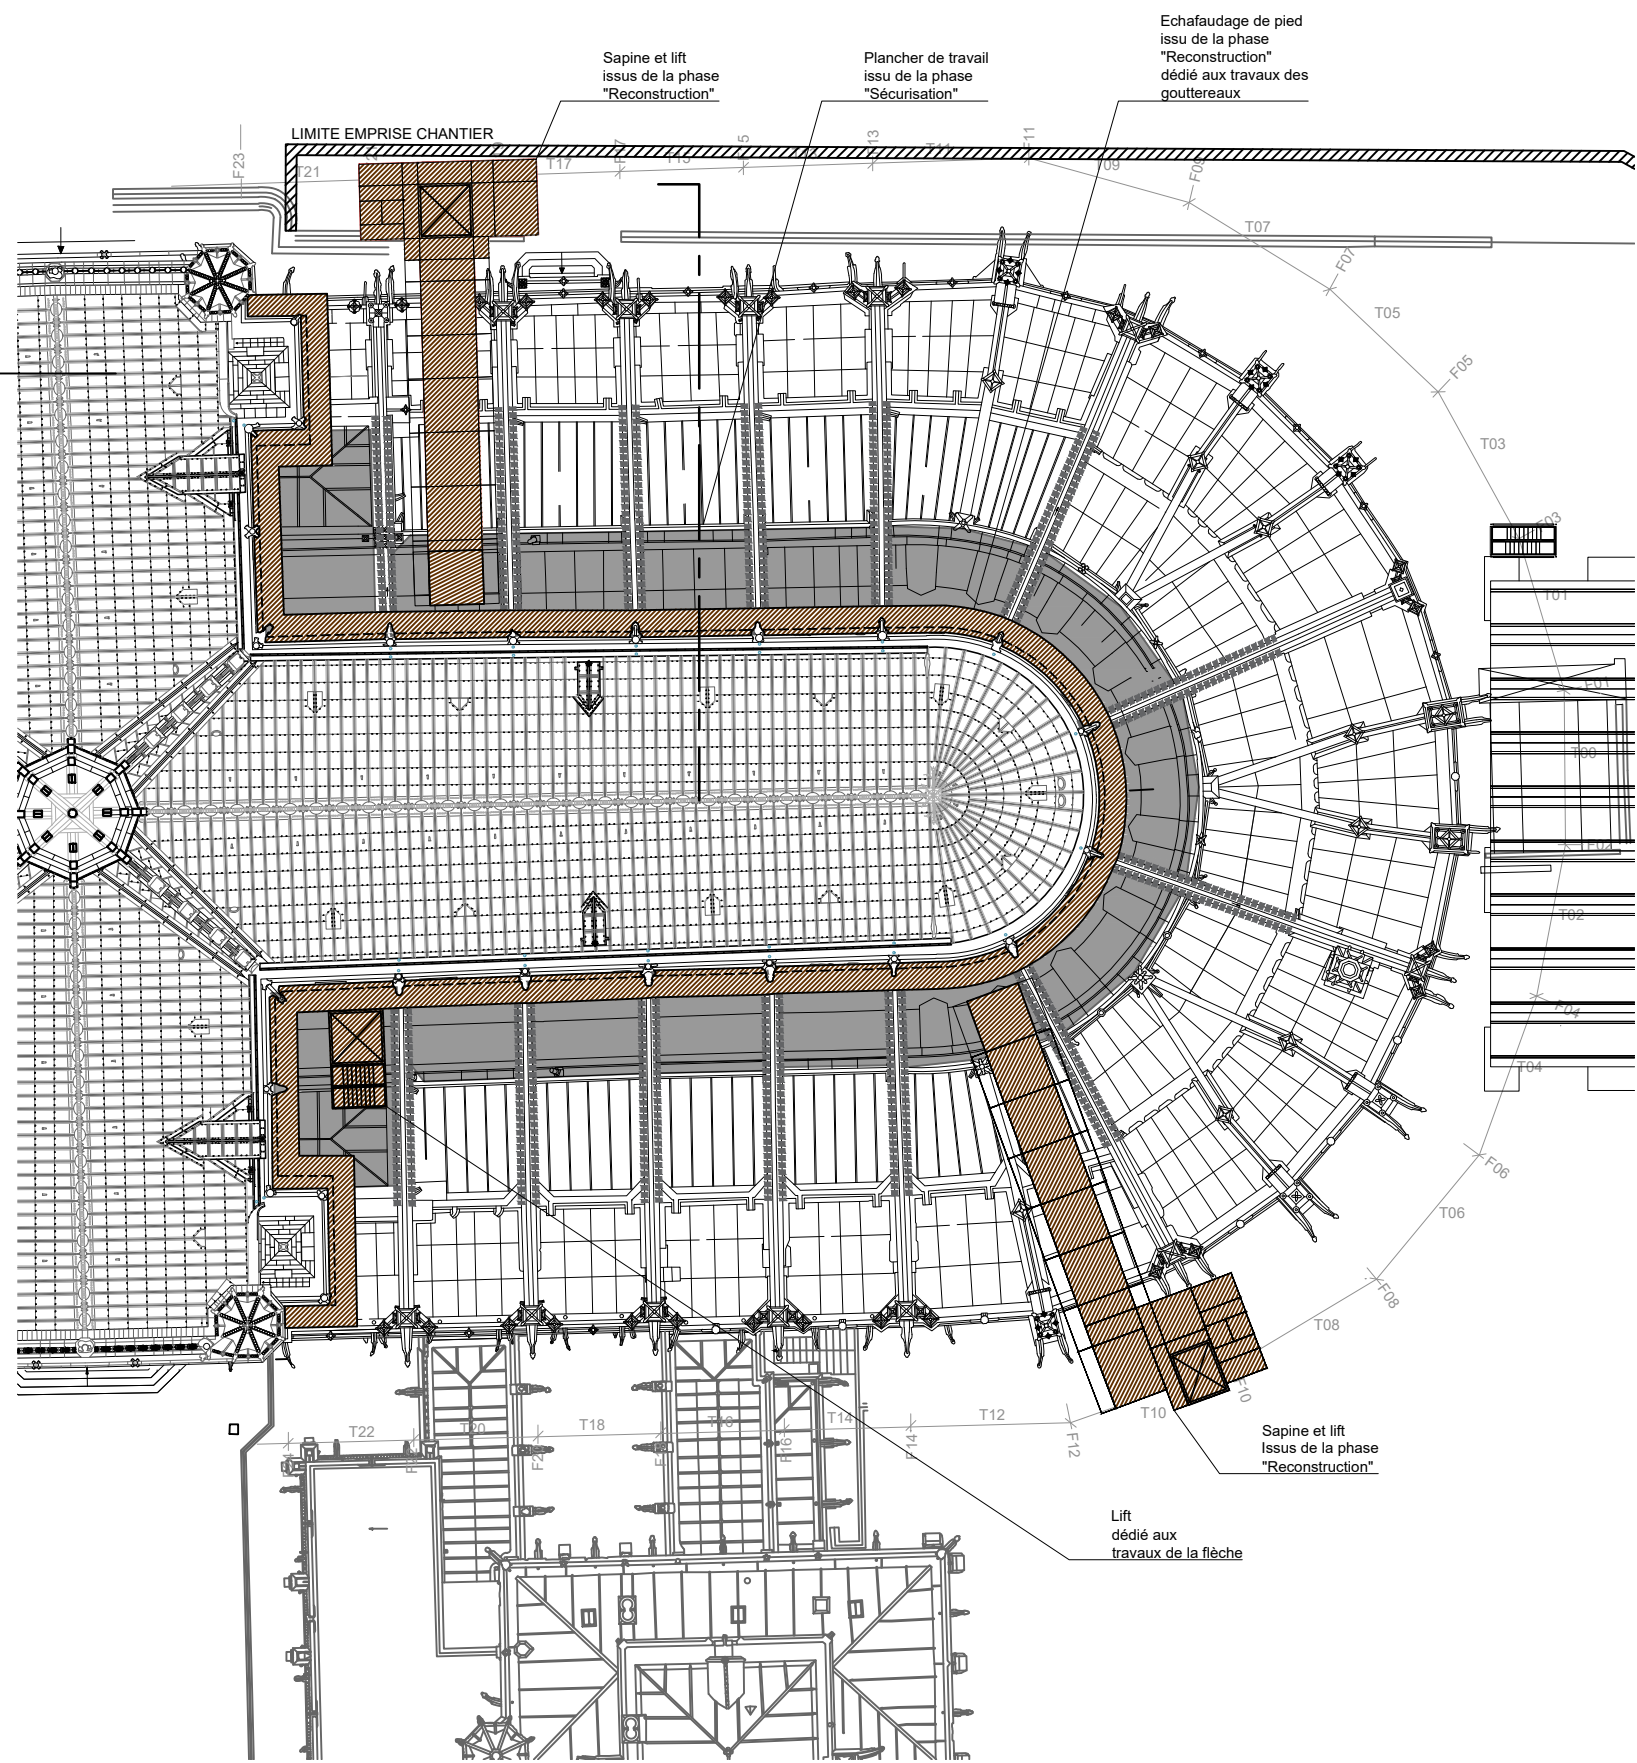 Echafaudage de pied
issu de la phase
"Reconstruction"
dédié aux travaux des
gouttereaux
Sapine et lift
issus de la phase
"Reconstruction"
Plancher de travail
issu de la phase
"Sécurisation"
LIMITE EMPRISE CHANTIER
F23
T21
T17
T13
F11
T09
F09
T07
F07
T05
F05
T03
F03
T01
F01
T00
F02
T02
F04
T04
F06
T06
F08
T08
F10
T10
F12
T12
F14
T14
F16
T16
T18
T20
T22
Sapine et lift
Issus de la phase
"Reconstruction"
Lift
dédié aux
travaux de la flèche